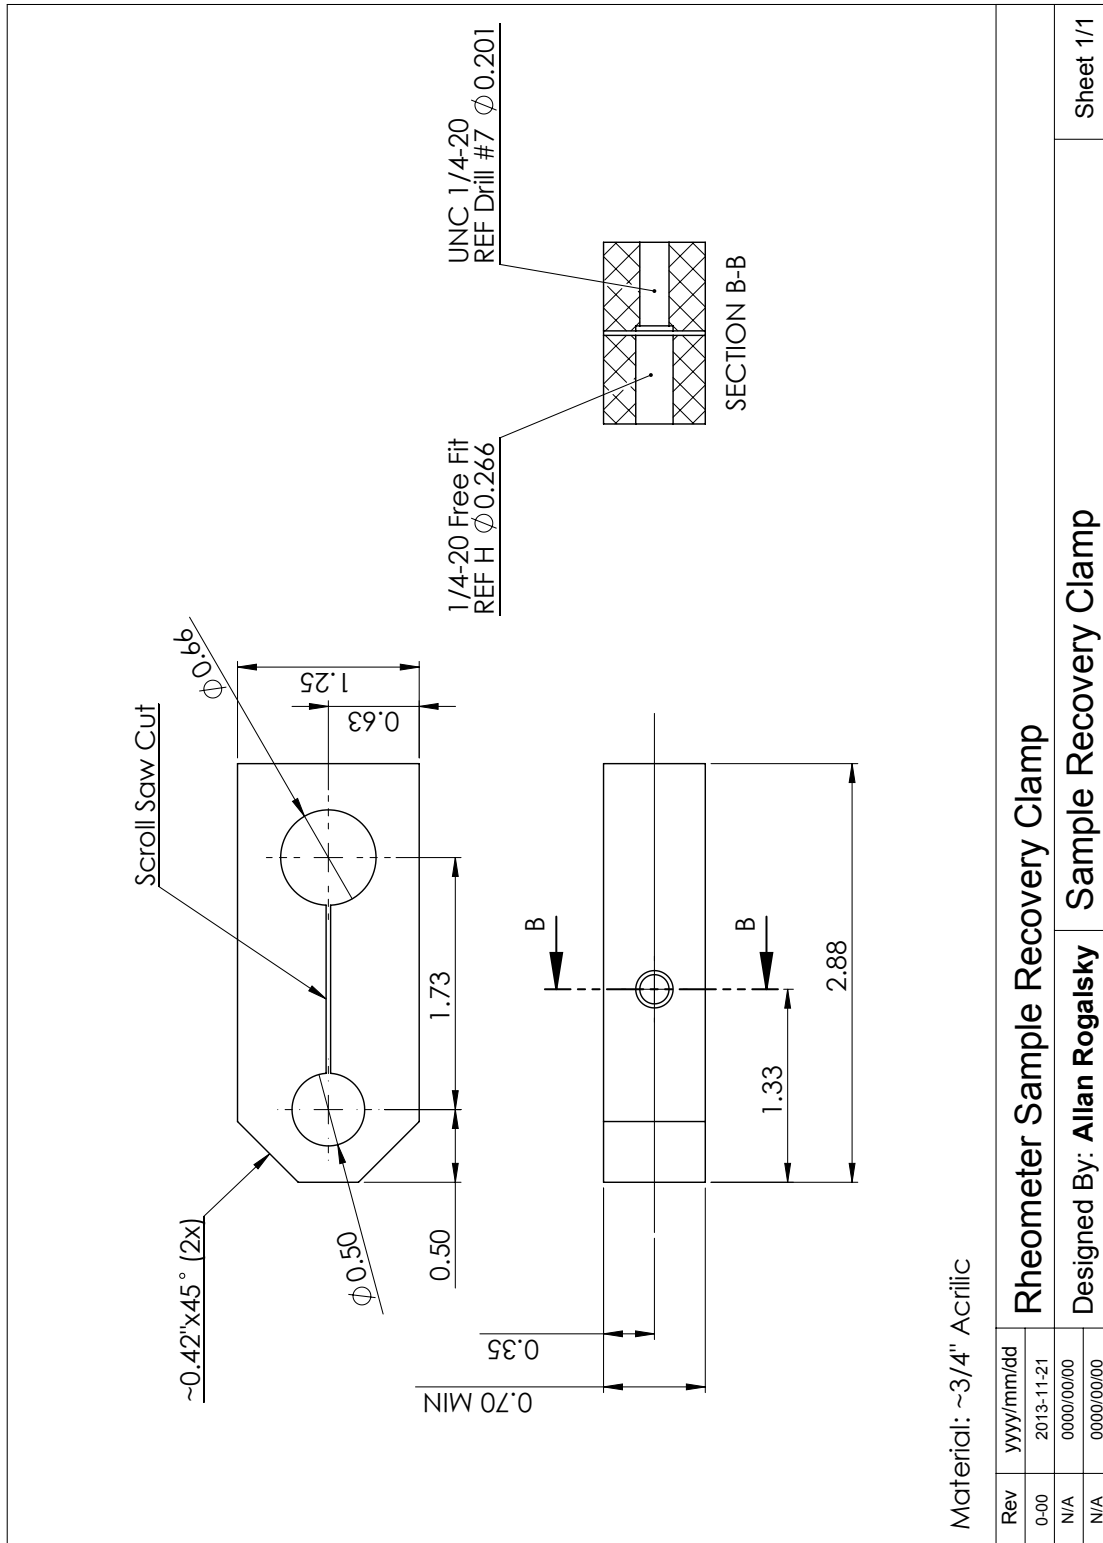 ~0.42"x45° (2x)
Scroll Saw Cut
∅0.66
∅0.50
1.25
0.63
0.50
1.73
1/4-20 Free Fit
REF H ∅0.266
UNC 1/4-20
REF Drill #7 ∅0.201
0.70 MIN
0.35
B
B
1.33
2.88
SECTION B-B
Material: ~3/4" Acrilic
Rev yyyy/mm/dd
0-00 2013-11-21
N/A 0000/00/00
N/A 0000/00/00
Rheometer Sample Recovery Clamp
Designed By: Allan Rogalsky
Sample Recovery Clamp
Sheet 1/1